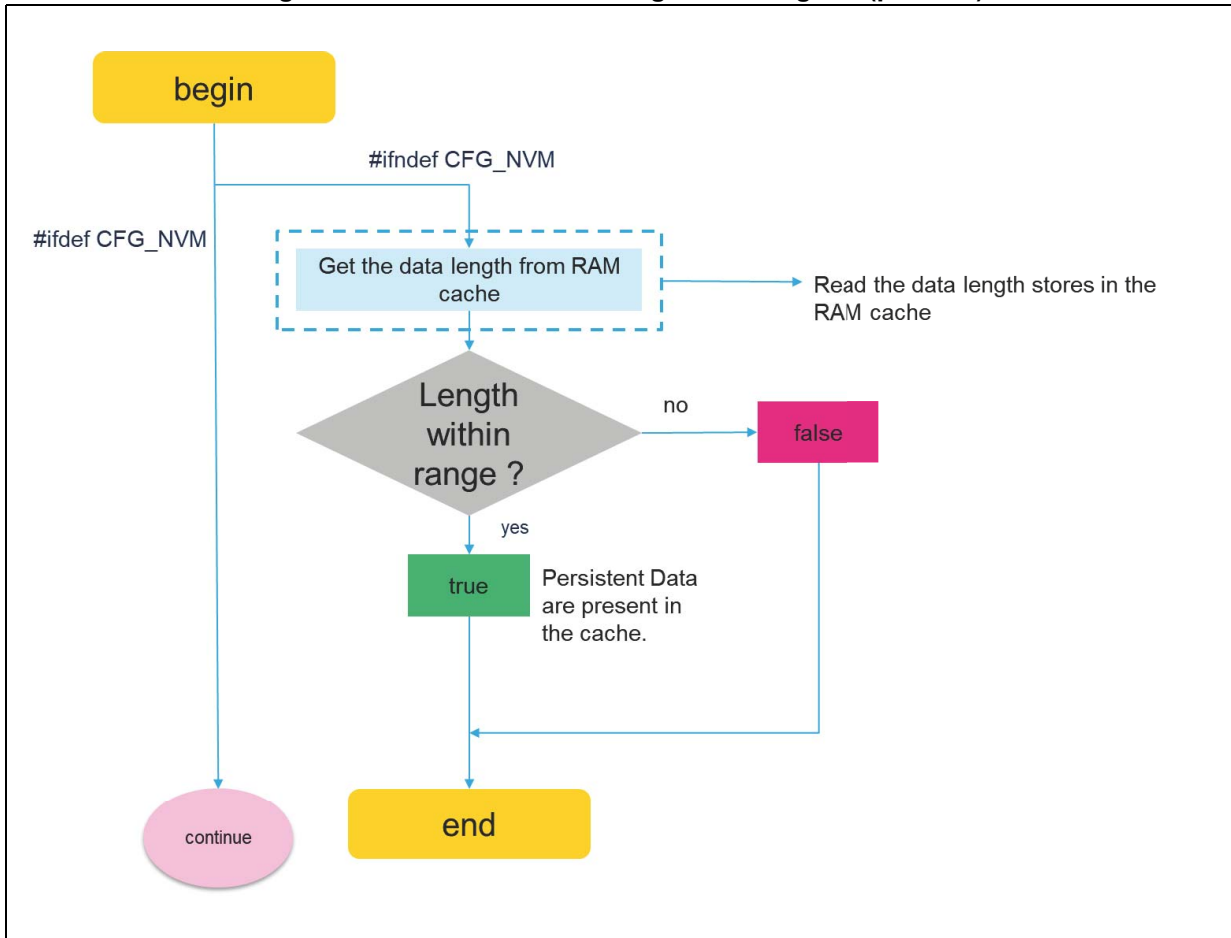 begin
#ifndef CFG_NVM
#ifdef CFG_NVM
Get the data length from RAM
cache
Read the data length stores in the
RAM cache
Length
within
range ?
no
false
yes
true
Persistent Data
are present in
the cache.
continue
end